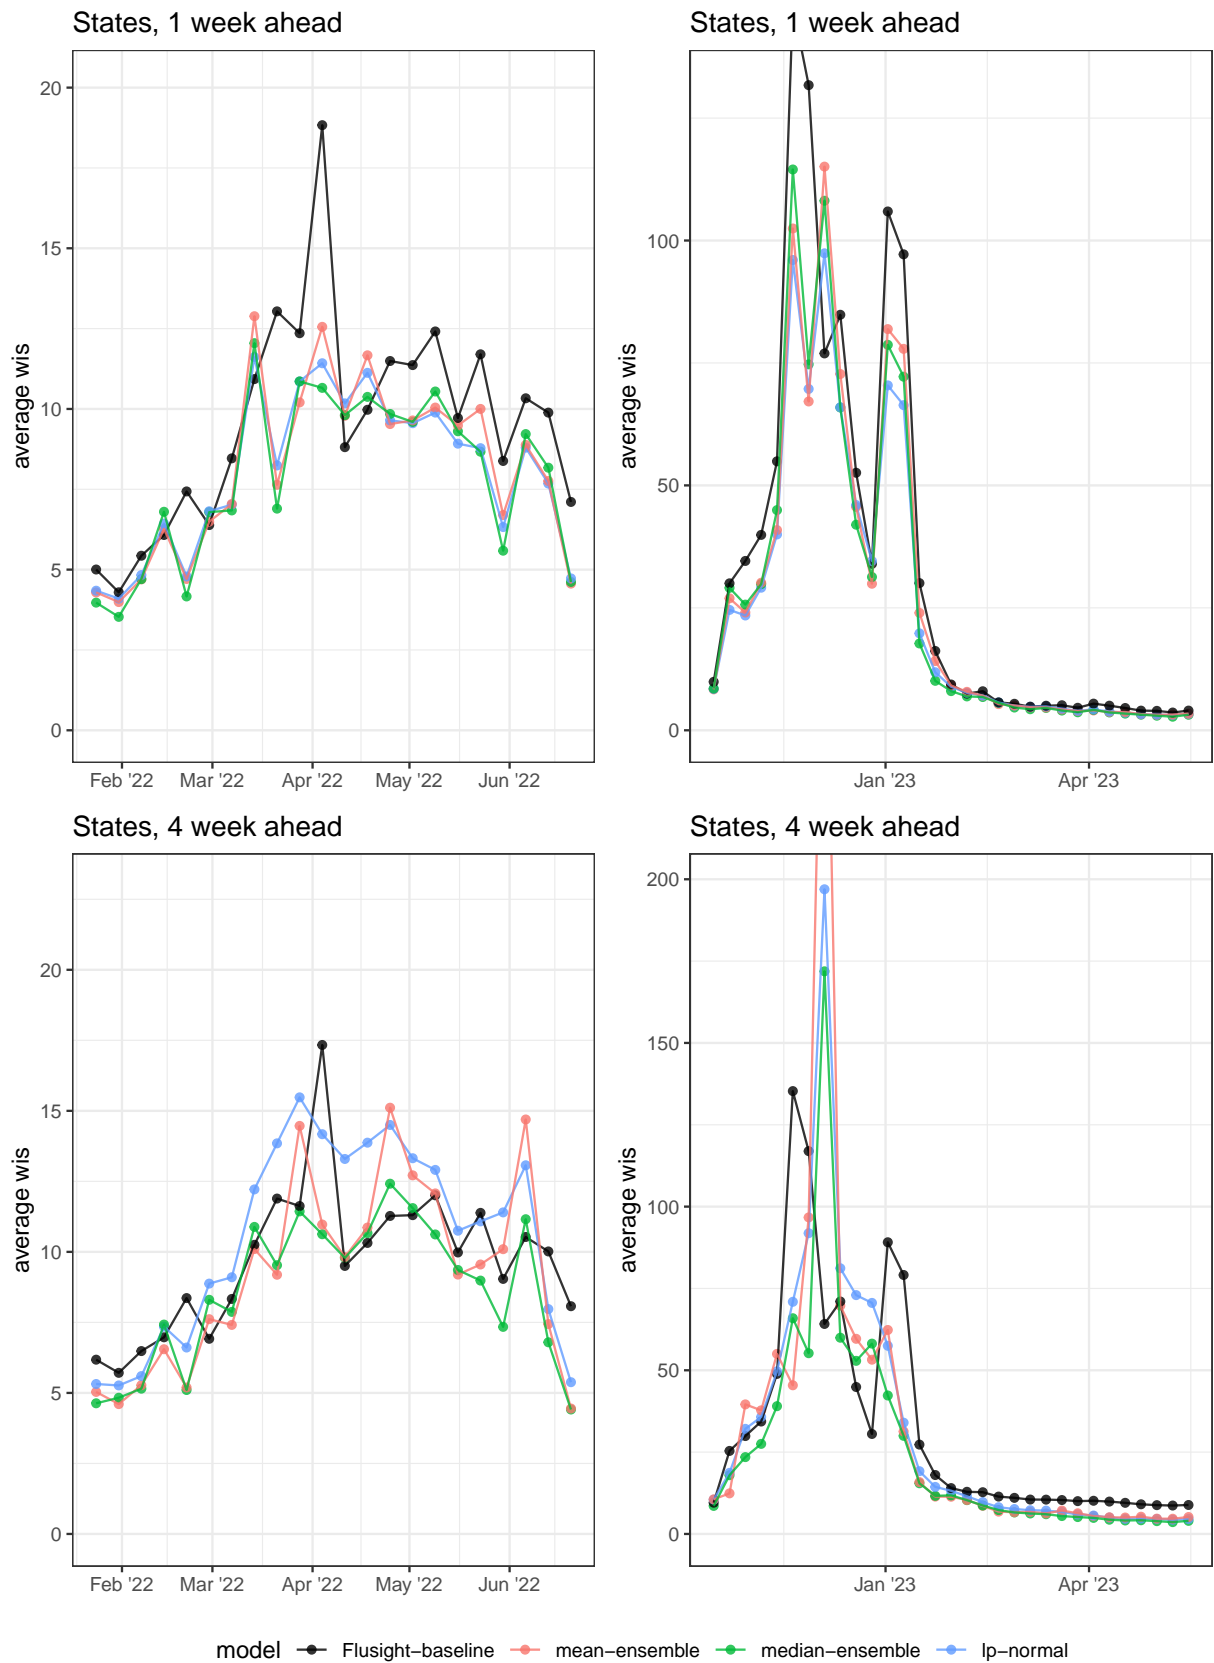 States, 1 week ahead
average wis
20
15
10
5
0
Feb '22 Mar '22 Apr '22 May '22 Jun '22
States, 1 week ahead
average wis
100
50
0
Jan '23 Apr '23
States, 4 week ahead
average wis
20
15
10
5
0
Feb '22 Mar '22 Apr '22 May '22 Jun '22
States, 4 week ahead
average wis
200
150
100
50
0
Jan '23 Apr '23
model Flusight−baseline mean−ensemble median−ensemble lp−normal